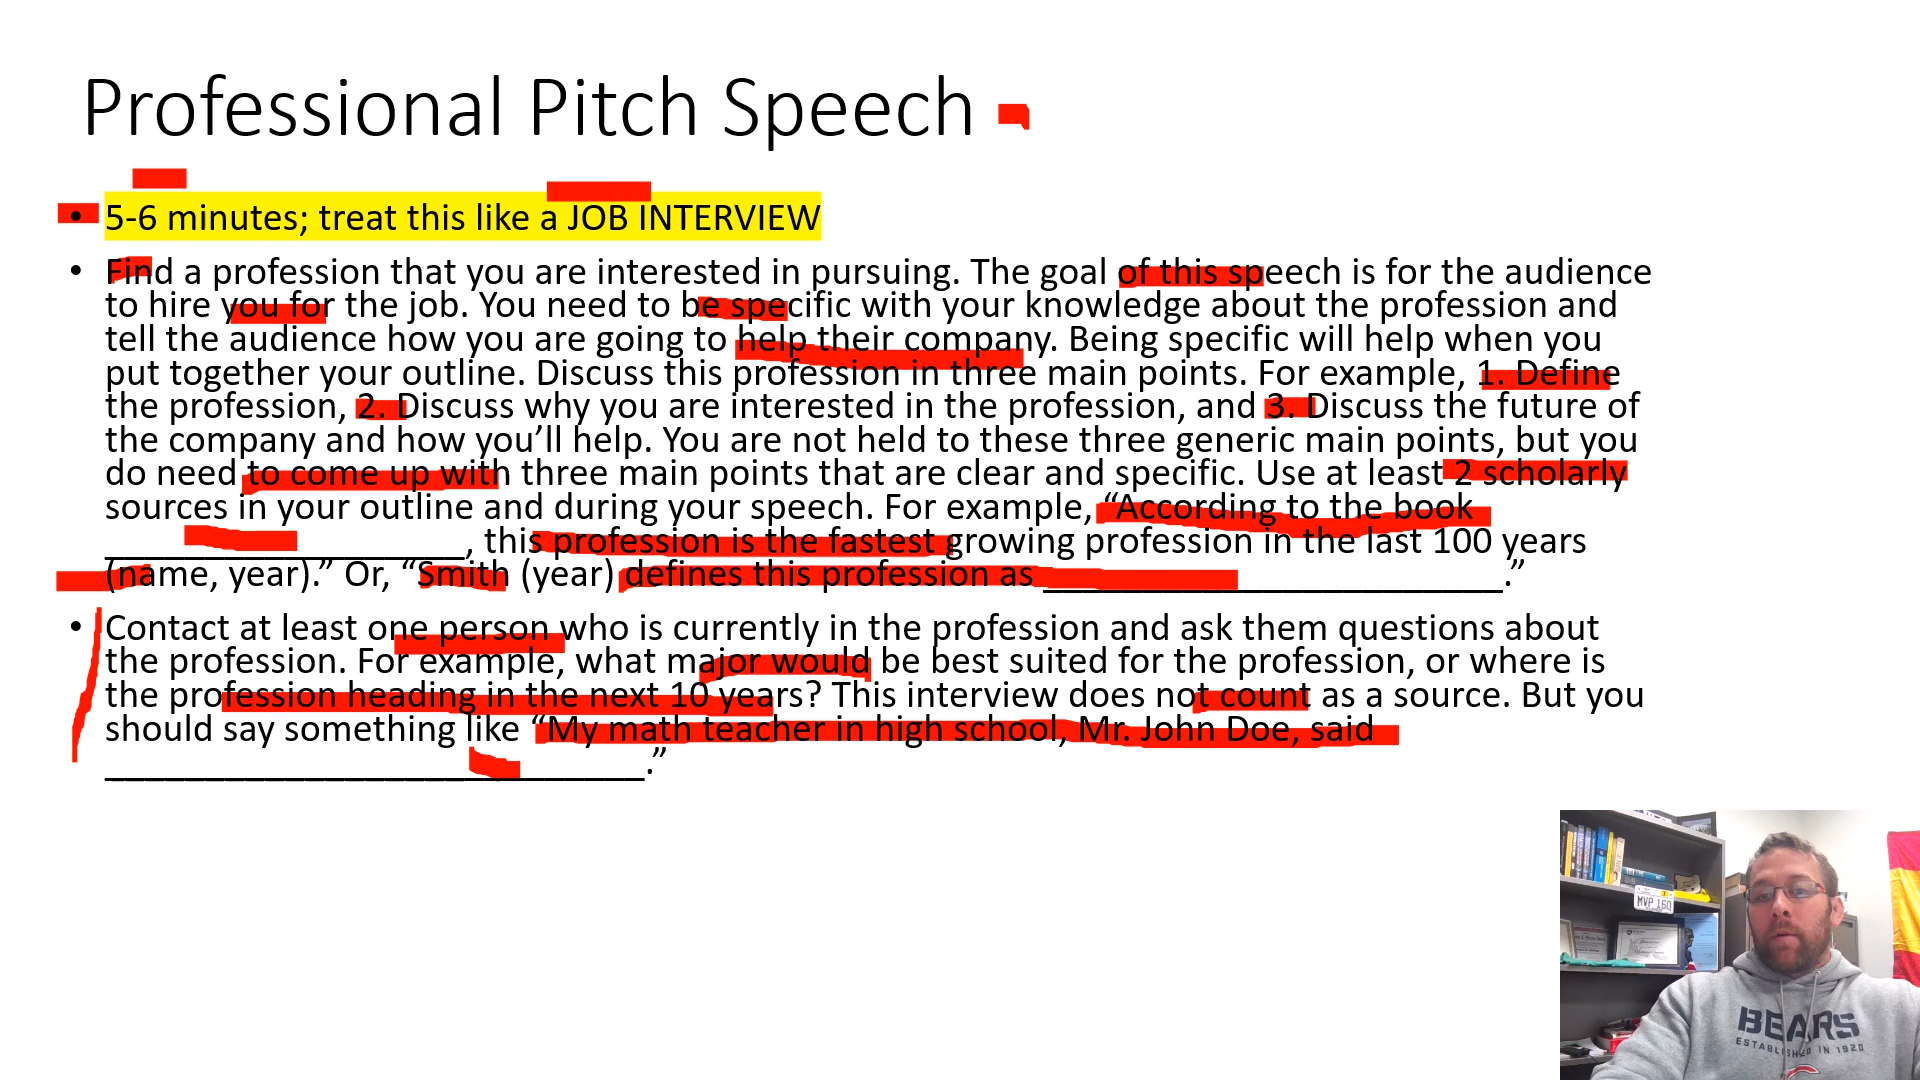 Professional Pitch Speech
• 5-6 minutes; treat this like a JOB INTERVIEW
• Find a profession that you are interested in pursuing. The goal of this speech is for the audience
to hire you for the job. You need to be specific with your knowledge about the profession and
tell the audience how you are going to help their company. Being specific will help when you
put together your outline. Discuss this profession in three main points. For example, 1. Define
the profession, 2. Discuss why you are interested in the profession, and 3. Discuss the future of
the company and how you’ll help. You are not held to these three generic main points, but you
do need to come up with three main points that are clear and specific. Use at least 2 scholarly
sources in your outline and during your speech. For example, “According to the book
__________________, this profession is the fastest growing profession in the last 100 years
(name, year).” Or, “Smith (year) defines this profession as _______________________.”
• Contact at least one person who is currently in the profession and ask them questions about
the profession. For example, what major would be best suited for the profession, or where is
the profession heading in the next 10 years? This interview does not count as a source. But you
should say something like “My math teacher in high school, Mr. John Doe, said
___________________________.”
MVP 160
BEARS
ESTABLISHED IN 1920